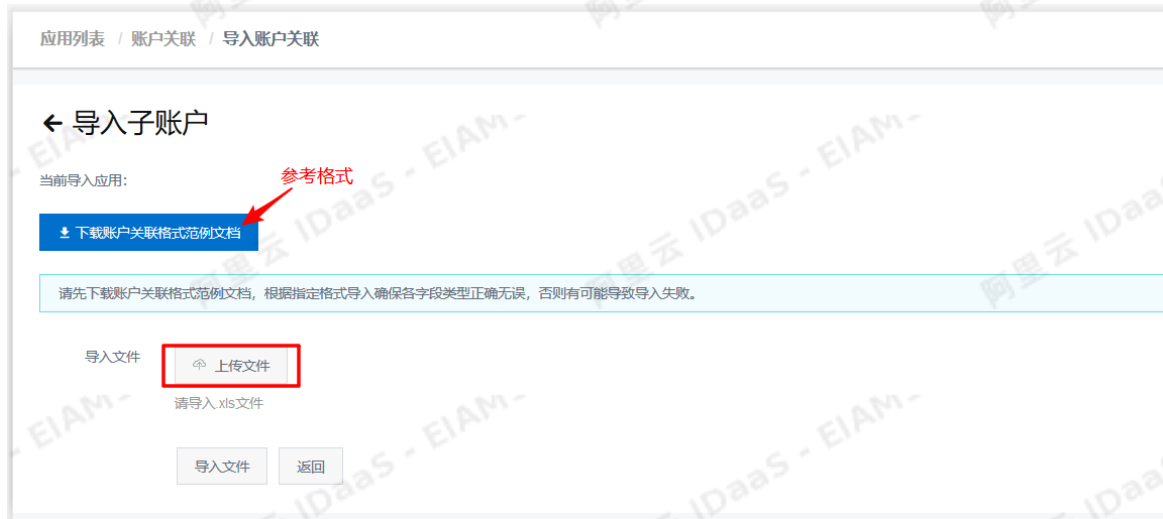 应用列表 / 账户关联 / 导入账户关联
导入子账户
当前导入应用:
参考格式
下载账户关联格式范例文档
请先下载账户关联格式范例文档，根据指定格式导入确保各字段类型正确无误，否则有可能导致导入失败。
导入文件
上传文件
请导入.xls文件
导入文件
返回
阿里云 IDaaS - EIAM-